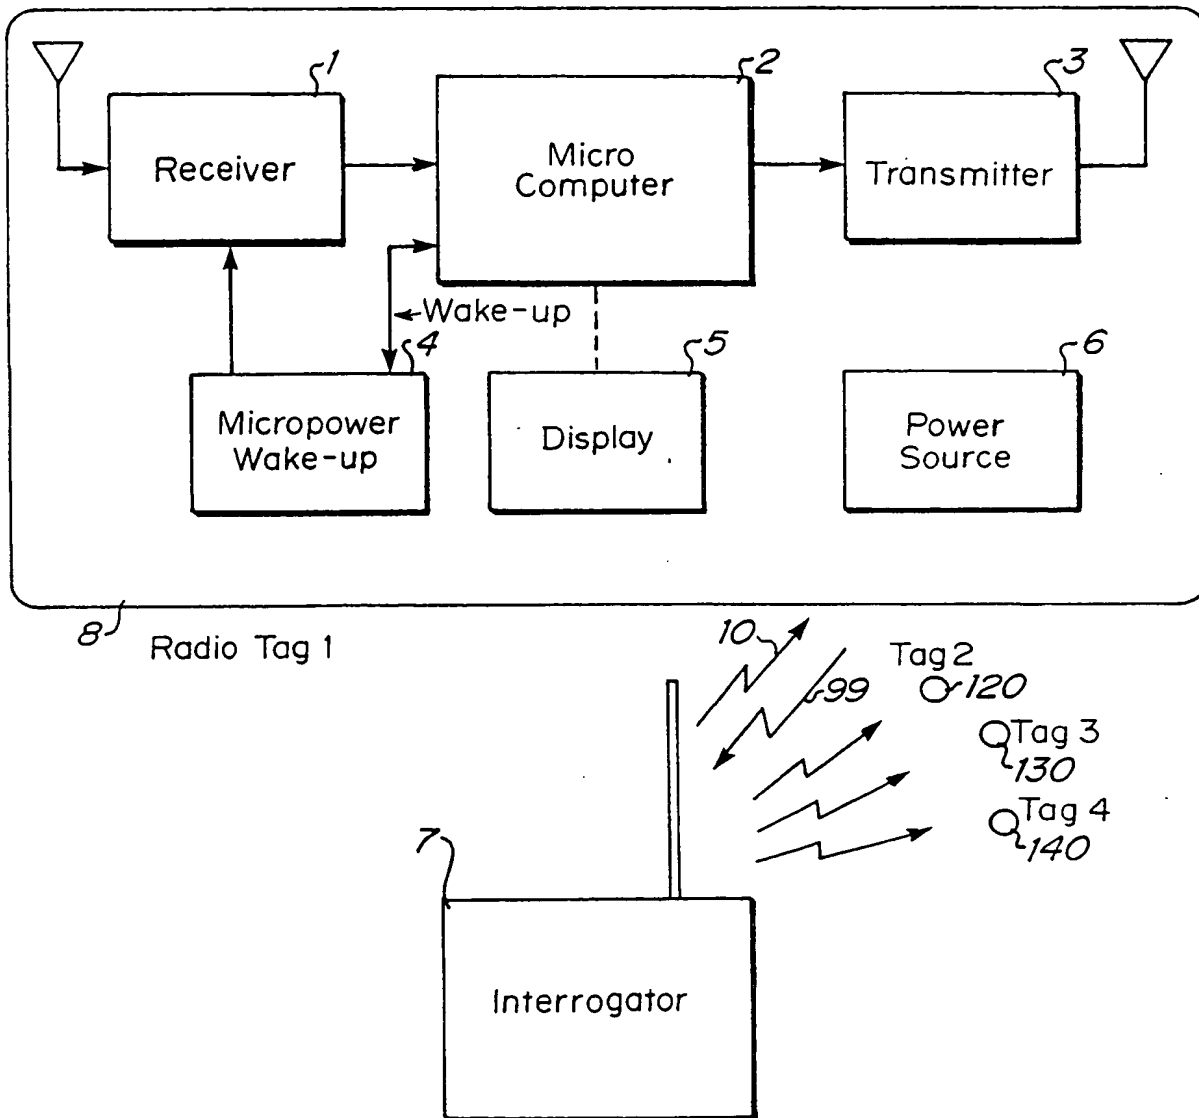 1
2
3
Receiver
Micro
Computer
Transmitter
Wake-up
4
5
6
Micropower
Wake-up
Display
Power
Source
8
Radio Tag 1
10
99
Tag 2
120
Tag 3
130
Tag 4
140
7
Interrogator